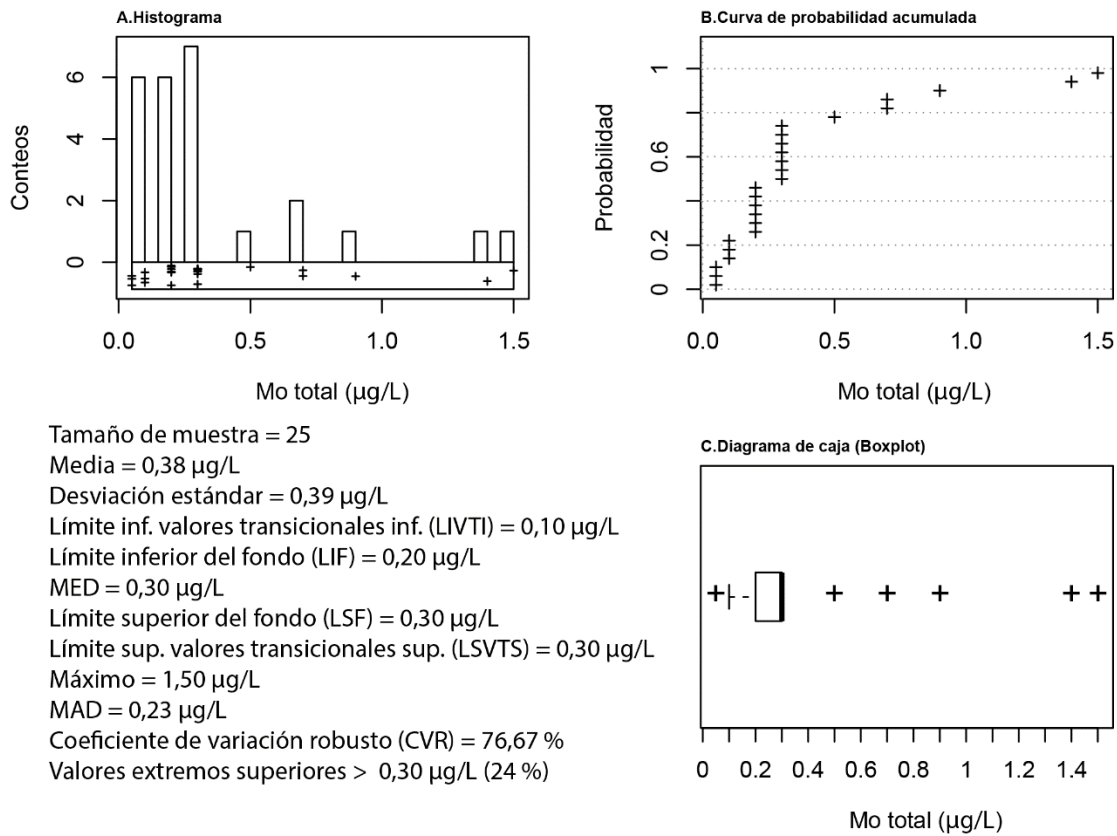 A.Histograma
Conteos
6
4
2
0
0.0 0.5 1.0 1.5
Mo total (µg/L)
B.Curva de probabilidad acumulada
Probabilidad
1
0.6
0.2
0
0.0 0.5 1.0 1.5
Mo total (µg/L)
Tamaño de muestra = 25
Media = 0,38 µg/L
Desviación estándar = 0,39 µg/L
Límite inf. valores transicionales inf. (LIVTI) = 0,10 µg/L
Límite inferior del fondo (LIF) = 0,20 µg/L
MED = 0,30 µg/L
Límite superior del fondo (LSF) = 0,30 µg/L
Límite sup. valores transicionales sup. (LSVTS) = 0,30 µg/L
Máximo = 1,50 µg/L
MAD = 0,23 µg/L
Coeficiente de variación robusto (CVR) = 76,67 %
Valores extremos superiores > 0,30 µg/L (24 %)
C.Diagrama de caja (Boxplot)
0 0.2 0.4 0.6 0.8 1 1.2 1.4
Mo total (µg/L)